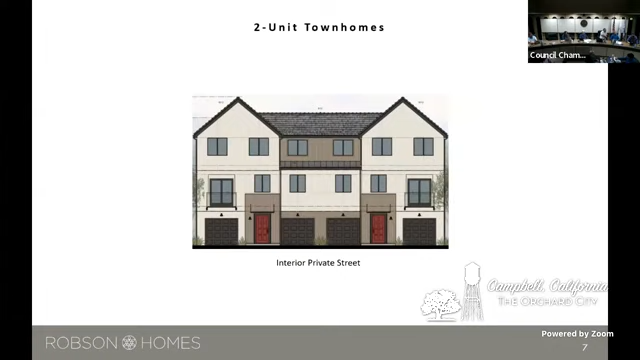 2-Unit Townhomes
Council Cham...
Interior Private Street
Campbell, California
THE ORCHARD CITY
Powered by Zoom
ROBSON HOMES
7